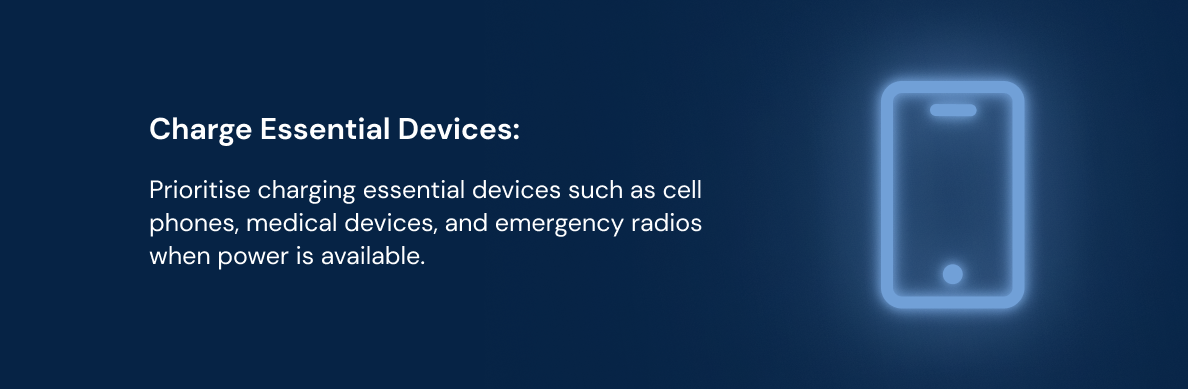 Charge Essential Devices:
Prioritise charging essential devices such as cell
phones, medical devices, and emergency radios
when power is available.